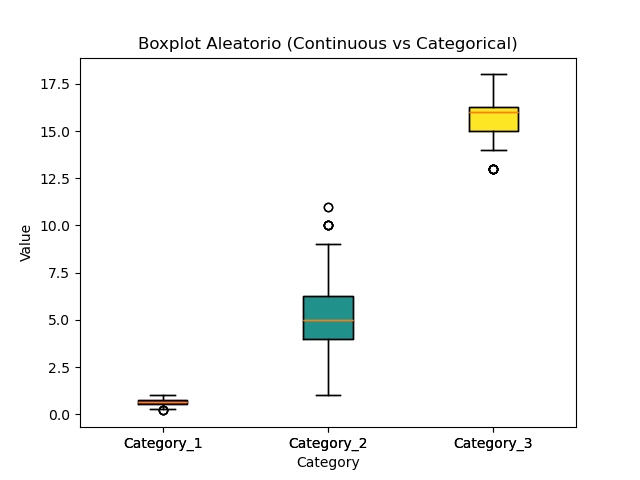 Boxplot Aleatorio (Continuous vs Categorical)
17.5
15.0
12.5
10.0
7.5
5.0
2.5
0.0
Value
Category_1 Category_2 Category_3
Category